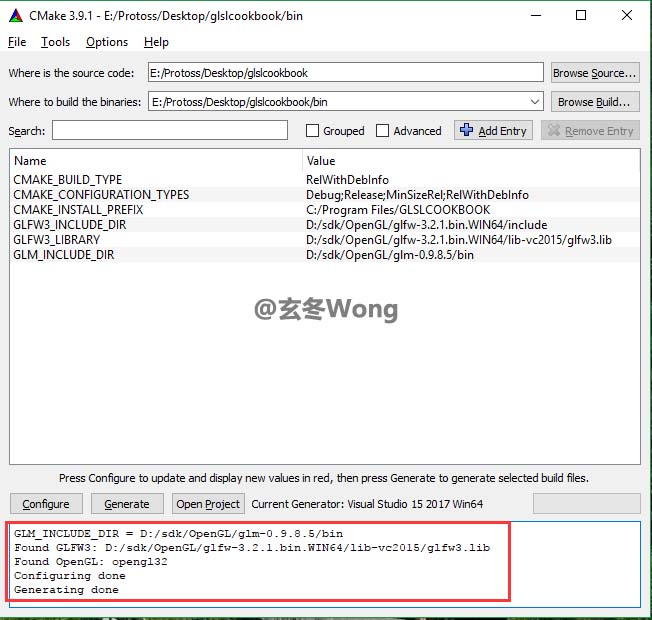 CMake 3.9.1 - E:/Protoss/Desktop/glslcookbook/bin
File Tools Options Help
Where is the source code: E:/Protoss/Desktop/glslcookbook Browse Source...
Where to build the binaries: E:/Protoss/Desktop/glslcookbook/bin Browse Build...
Search: Grouped Advanced Add Entry Remove Entry
Name Value
CMAKE_BUILD_TYPE RelWithDebInfo
CMAKE_CONFIGURATION_TYPES Debug;Release;MinSizeRel;RelWithDebInfo
CMAKE_INSTALL_PREFIX C:/Program Files/GLSLCOOKBOOK
GLFW3_INCLUDE_DIR D:/sdk/OpenGL/glfw-3.2.1.bin.WIN64/include
GLFW3_LIBRARY D:/sdk/OpenGL/glfw-3.2.1.bin.WIN64/lib-vc2015/glfw3.lib
GLM_INCLUDE_DIR D:/sdk/OpenGL/glm-0.9.8.5/bin
@玄冬Wong
Press Configure to update and display new values in red, then press Generate to generate selected build files.
Configure Generate Open Project Current Generator: Visual Studio 15 2017 Win64
GLM_INCLUDE_DIR = D:/sdk/OpenGL/glm-0.9.8.5/bin
Found GLFW3: D:/sdk/OpenGL/glfw-3.2.1.bin.WIN64/lib-vc2015/glfw3.lib
Found OpenGL: opengl32
Configuring done
Generating done